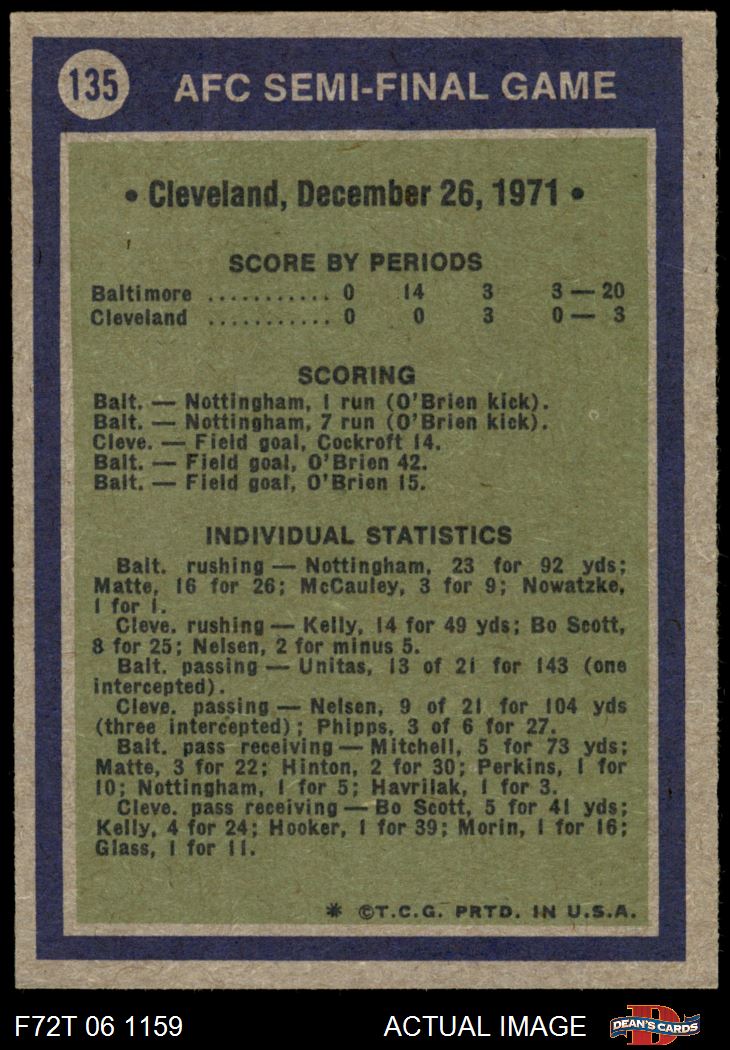 135 AFC SEMI-FINAL GAME
• Cleveland, December 26, 1971 •
SCORE BY PERIODS
Baltimore ........... 0 14 3 3 — 20
Cleveland ........... 0 0 3 0 — 3
SCORING
Balt. — Nottingham, 1 run (O'Brien kick).
Balt. — Nottingham, 7 run (O'Brien kick).
Cleve. — Field goal, Cockroft 14.
Balt. — Field goal, O'Brien 42.
Balt. — Field goal, O'Brien 15.
INDIVIDUAL STATISTICS
Balt. rushing — Nottingham, 23 for 92 yds;
Matte, 16 for 26; McCauley, 3 for 9; Nowatzke,
1 for 1.
Cleve. rushing — Kelly, 14 for 49 yds; Bo Scott,
8 for 25; Nelsen, 2 for minus 5.
Balt. passing — Unitas, 13 of 21 for 143 (one
intercepted).
Cleve. passing — Nelsen, 9 of 21 for 104 yds
(three intercepted); Phipps, 3 of 6 for 27.
Balt. pass receiving — Mitchell, 5 for 73 yds;
Matte, 3 for 22; Hinton, 2 for 30; Perkins, 1 for
10; Nottingham, 1 for 5; Havrilak, 1 for 3.
Cleve. pass receiving — Bo Scott, 5 for 41 yds;
Kelly, 4 for 24; Hooker, 1 for 39; Morin, 1 for 16;
Glass, 1 for 11.
* ©T.C.G. PRTD. IN U.S.A.
F72T 06 1159 ACTUAL IMAGE DEAN'S CARDS